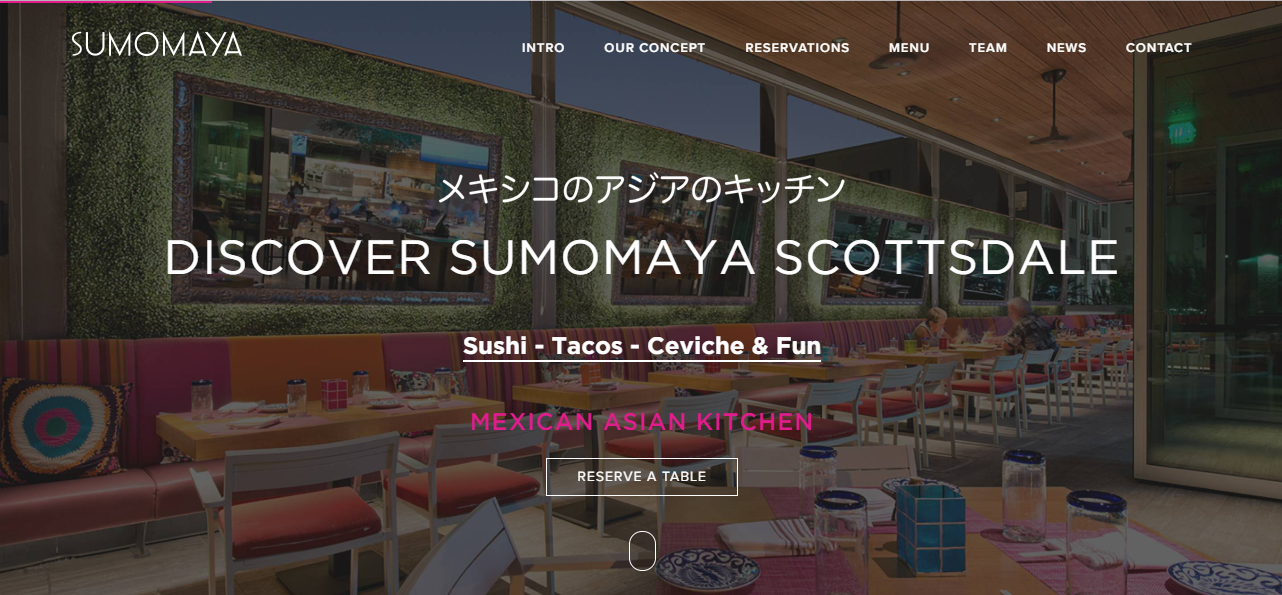 SUMOMAYA
INTRO OUR CONCEPT RESERVATIONS MENU TEAM NEWS CONTACT
メキシコのアジアのキッチン
DISCOVER SUMOMAYA SCOTTSDALE
Sushi - Tacos - Ceviche & Fun
MEXICAN ASIAN KITCHEN
RESERVE A TABLE